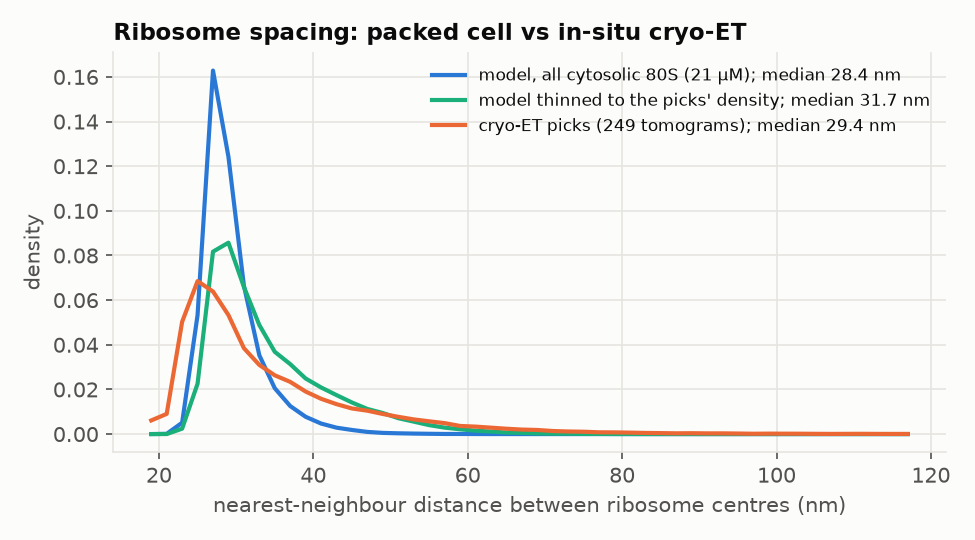 Ribosome spacing: packed cell vs in-situ cryo-ET
model, all cytosolic 80S (21 µM); median 28.4 nm
model thinned to the picks' density; median 31.7 nm
cryo-ET picks (249 tomograms); median 29.4 nm
density
0.16
0.14
0.12
0.10
0.08
0.06
0.04
0.02
0.00
20 40 60 80 100 120
nearest-neighbour distance between ribosome centres (nm)